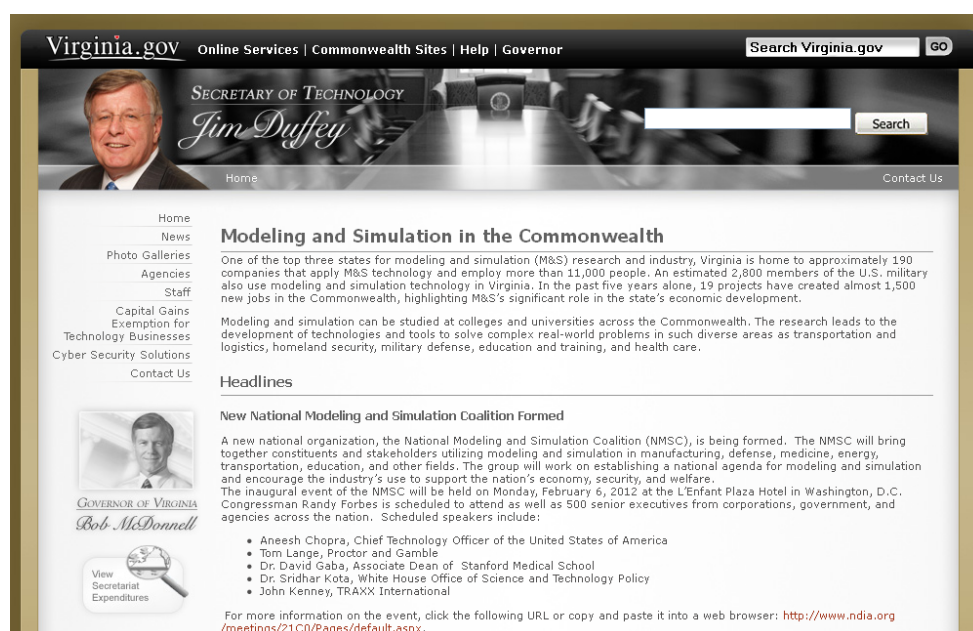 Virginia.gov Online Services | Commonwealth Sites | Help | Governor Search Virginia.gov GO
SECRETARY OF TECHNOLOGY
Jim Duffey
Search
Home Contact Us
Home
News
Photo Galleries
Agencies
Staff
Capital Gains
Exemption for
Technology Businesses
Cyber Security Solutions
Contact Us
GOVERNOR OF VIRGINIA
Bob McDonnell
View
Secretariat
Expenditures
Modeling and Simulation in the Commonwealth
One of the top three states for modeling and simulation (M&S) research and industry, Virginia is home to approximately 190
companies that apply M&S technology and employ more than 11,000 people. An estimated 2,800 members of the U.S. military
also use modeling and simulation technology in Virginia. In the past five years alone, 19 projects have created almost 1,500
new jobs in the Commonwealth, highlighting M&S's significant role in the state's economic development.
Modeling and simulation can be studied at colleges and universities across the Commonwealth. The research leads to the
development of technologies and tools to solve complex real-world problems in such diverse areas as transportation and
logistics, homeland security, military defense, education and training, and health care.
Headlines
New National Modeling and Simulation Coalition Formed
A new national organization, the National Modeling and Simulation Coalition (NMSC), is being formed. The NMSC will bring
together constituents and stakeholders utilizing modeling and simulation in manufacturing, defense, medicine, energy,
transportation, education, and other fields. The group will work on establishing a national agenda for modeling and simulation
and encourage the industry's use to support the nation's economy, security, and welfare.
The inaugural event of the NMSC will be held on Monday, February 6, 2012 at the L'Enfant Plaza Hotel in Washington, D.C.
Congressman Randy Forbes is scheduled to attend as well as 500 senior executives from corporations, government, and
agencies across the nation. Scheduled speakers include:
• Aneesh Chopra, Chief Technology Officer of the United States of America
• Tom Lange, Proctor and Gamble
• Dr. David Gaba, Associate Dean of Stanford Medical School
• Dr. Sridhar Kota, White House Office of Science and Technology Policy
• John Kenney, TRAXX International
For more information on the event, click the following URL or copy and paste it into a web browser: http://www.ndia.org
/meetings/21C0/Pages/default.aspx.